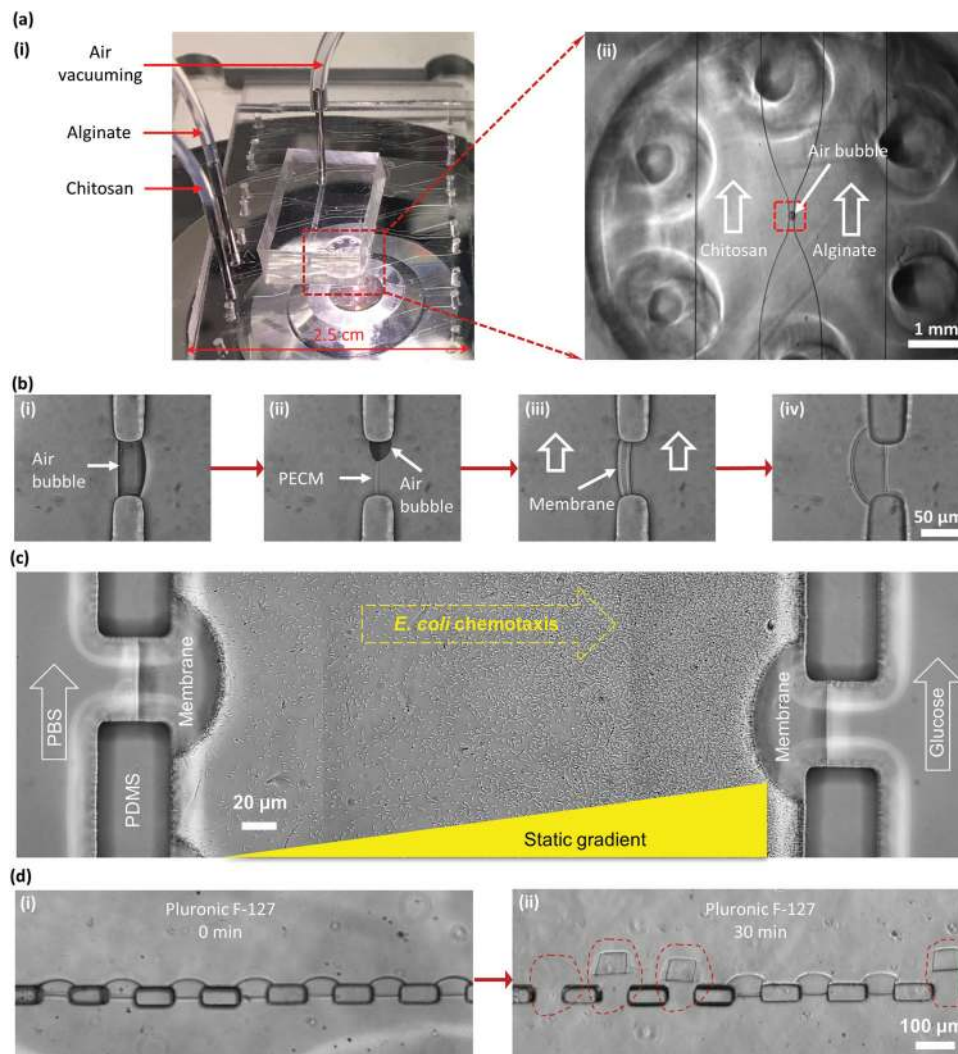 (a)
(i)
Air
vacuuming
Alginate
Chitosan
2.5 cm
(ii)
Air bubble
Chitosan
Alginate
1 mm
(b)
(i)
Air
bubble
(ii)
PECM
Air
bubble
(iii)
Membrane
(iv)
50 µm
(c)
PBS
PDMS
Membrane
E. coli chemotaxis
20 µm
Static gradient
Membrane
Glucose
(d)
(i)
Pluronic F-127
0 min
(ii)
Pluronic F-127
30 min
100 µm